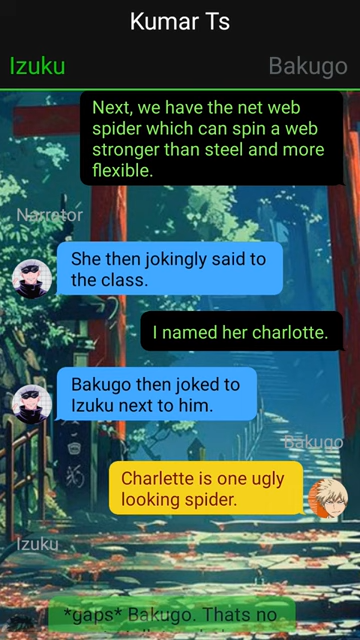 Kumar Ts
Izuku Bakugo
Next, we have the net web
spider which can spin a web
stronger than steel and more
flexible.
Narrator
She then jokingly said to
the class.
I named her charlotte.
Bakugo then joked to
Izuku next to him.
Bakugo
Charlette is one ugly
looking spider.
Izuku
*gaps* Bakugo. Thats no